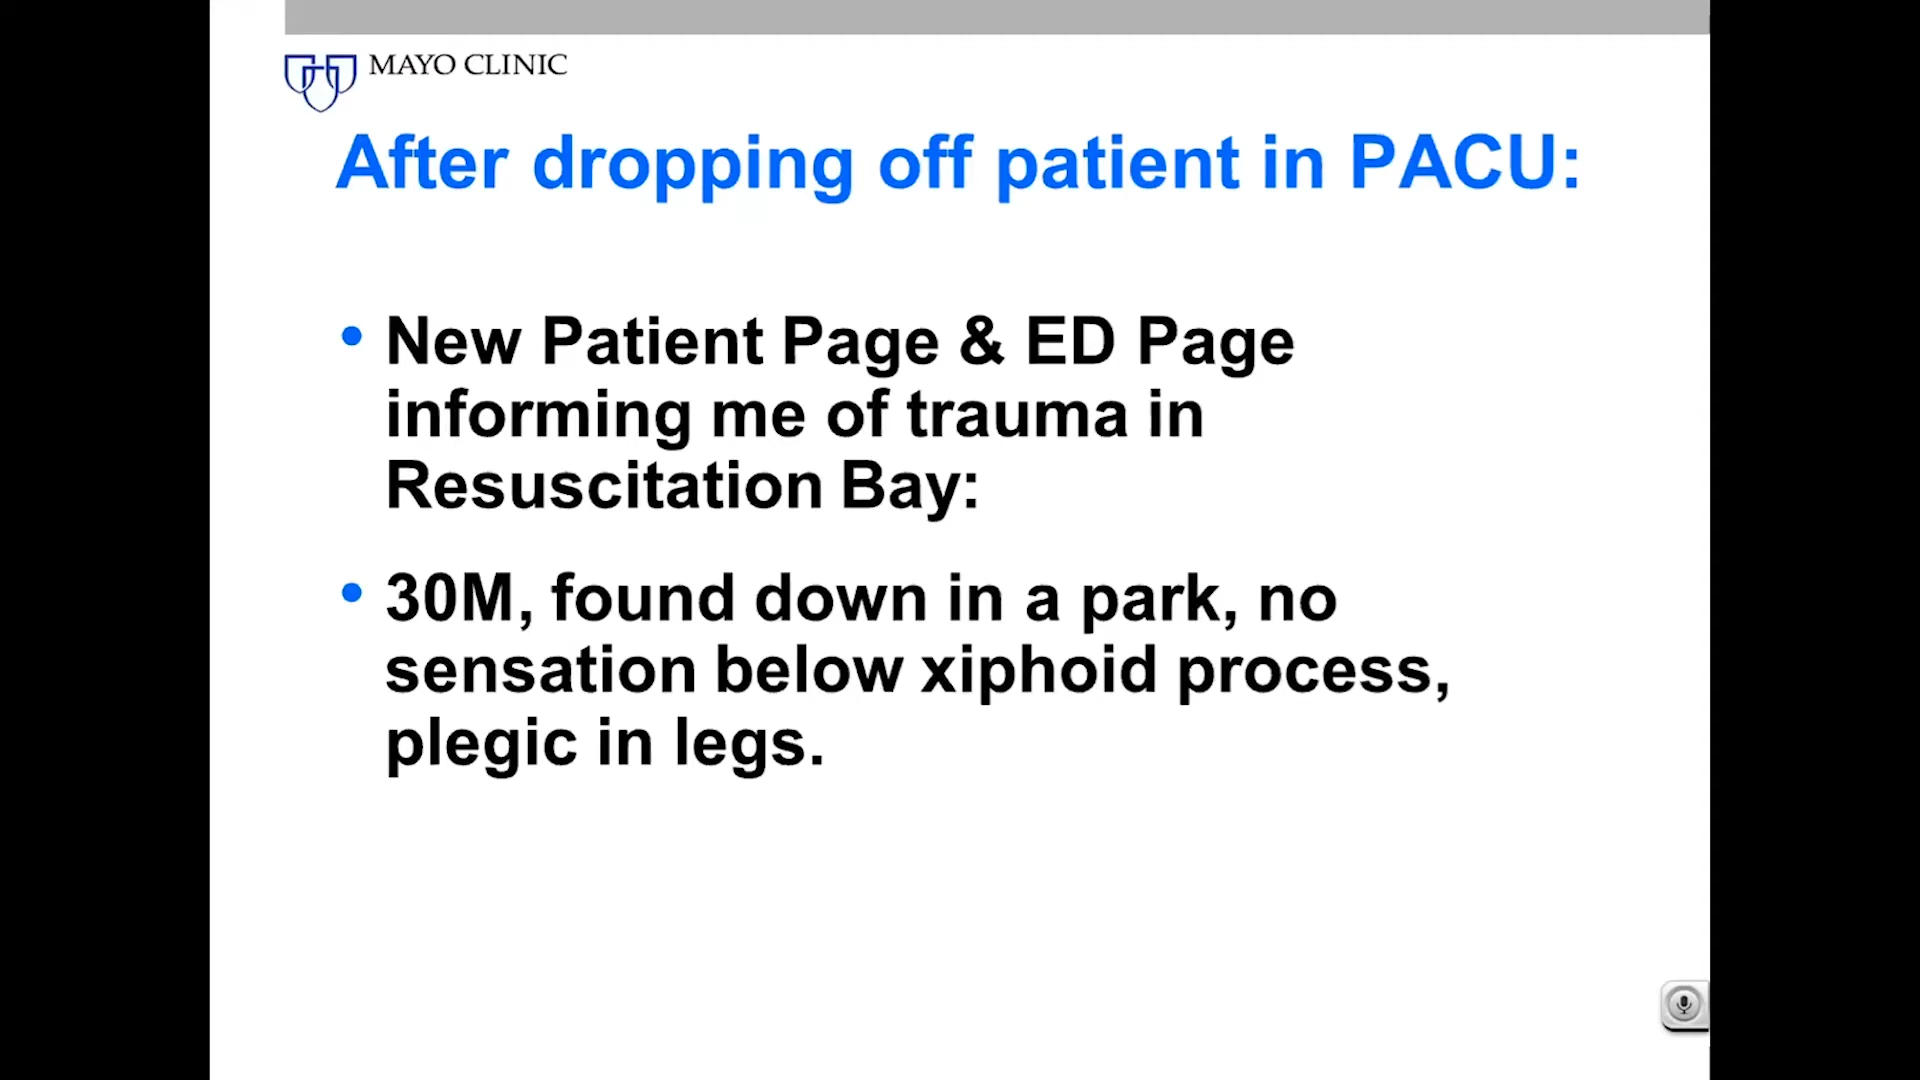 MAYO CLINIC
After dropping off patient in PACU:
• New Patient Page & ED Page
informing me of trauma in
Resuscitation Bay:
• 30M, found down in a park, no
sensation below xiphoid process,
plegic in legs.